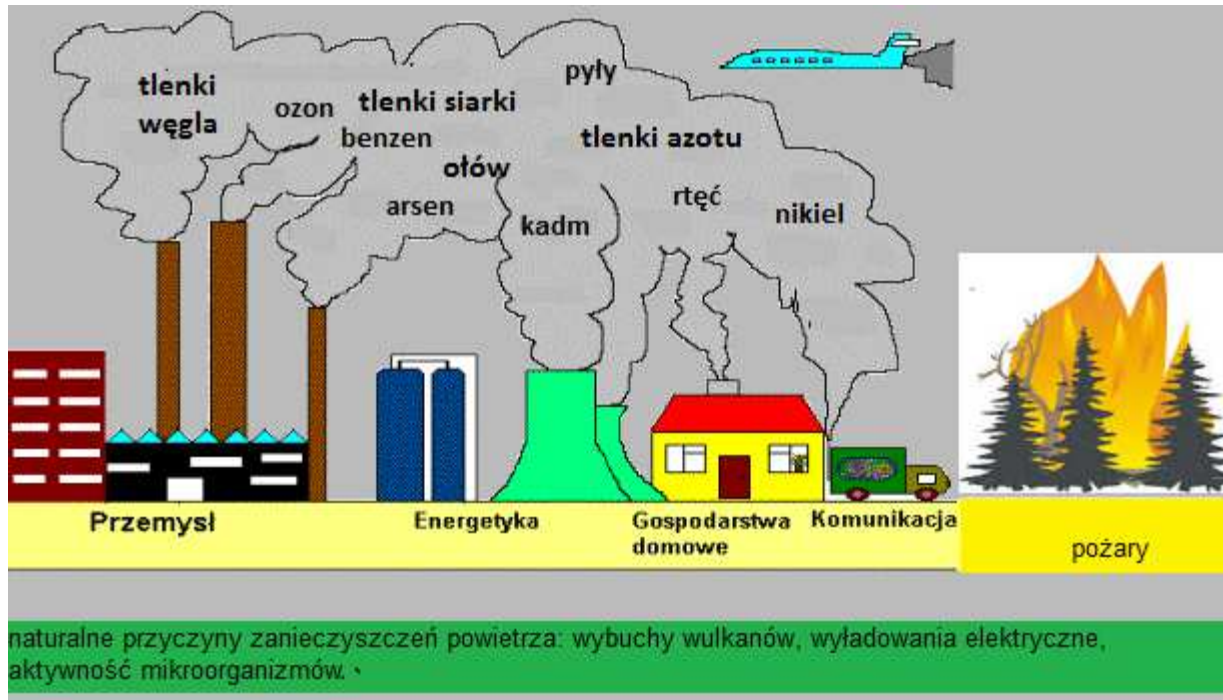 tlenki
węgla
ozon
tlenki siarki
pyły
benzen
tlenki azotu
ołów
arsen
kadm
rtęć
nikiel
Przemysł
Energetyka
Gospodarstwa
domowe
Komunikacja
pożary
naturalne przyczyny zanieczyszczeń powietrza: wybuchy wulkanów, wyładowania elektryczne,
aktywność mikroorganizmów.